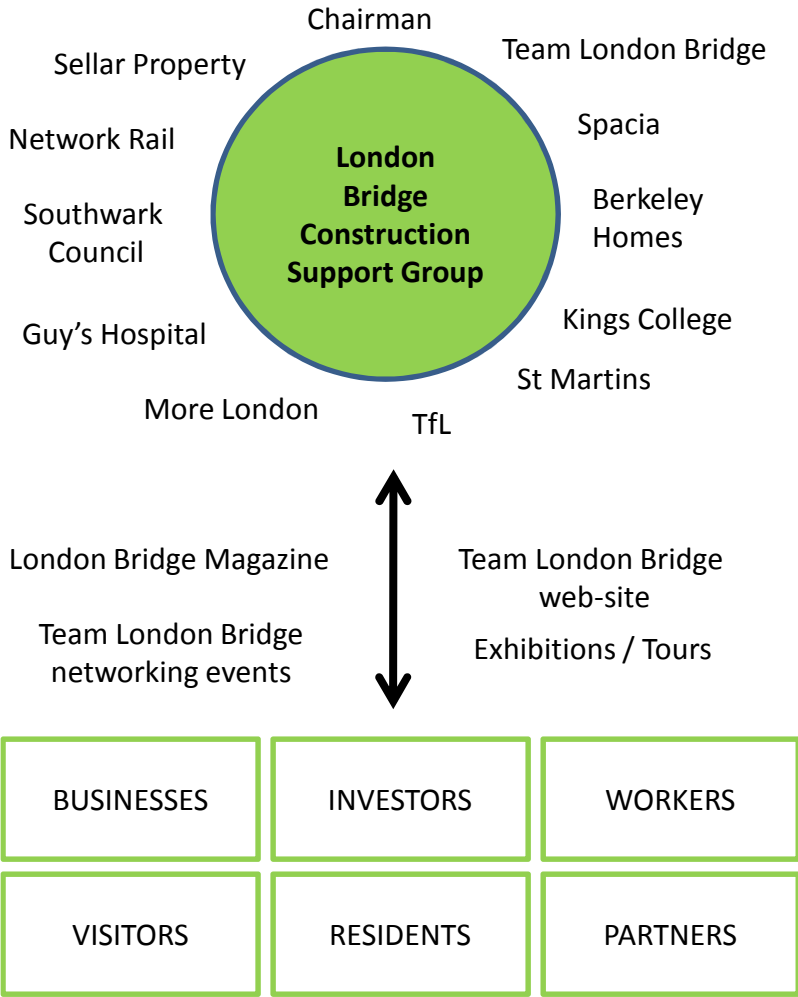 Chairman
Team London Bridge
Sellar Property
Spacia
Network Rail
London
Bridge
Construction
Support Group
Berkeley
Homes
Southwark
Council
Kings College
Guy's Hospital
St Martins
More London
TfL
London Bridge Magazine
Team London Bridge
web-site
Team London Bridge
networking events
Exhibitions / Tours
BUSINESSES
INVESTORS
WORKERS
VISITORS
RESIDENTS
PARTNERS